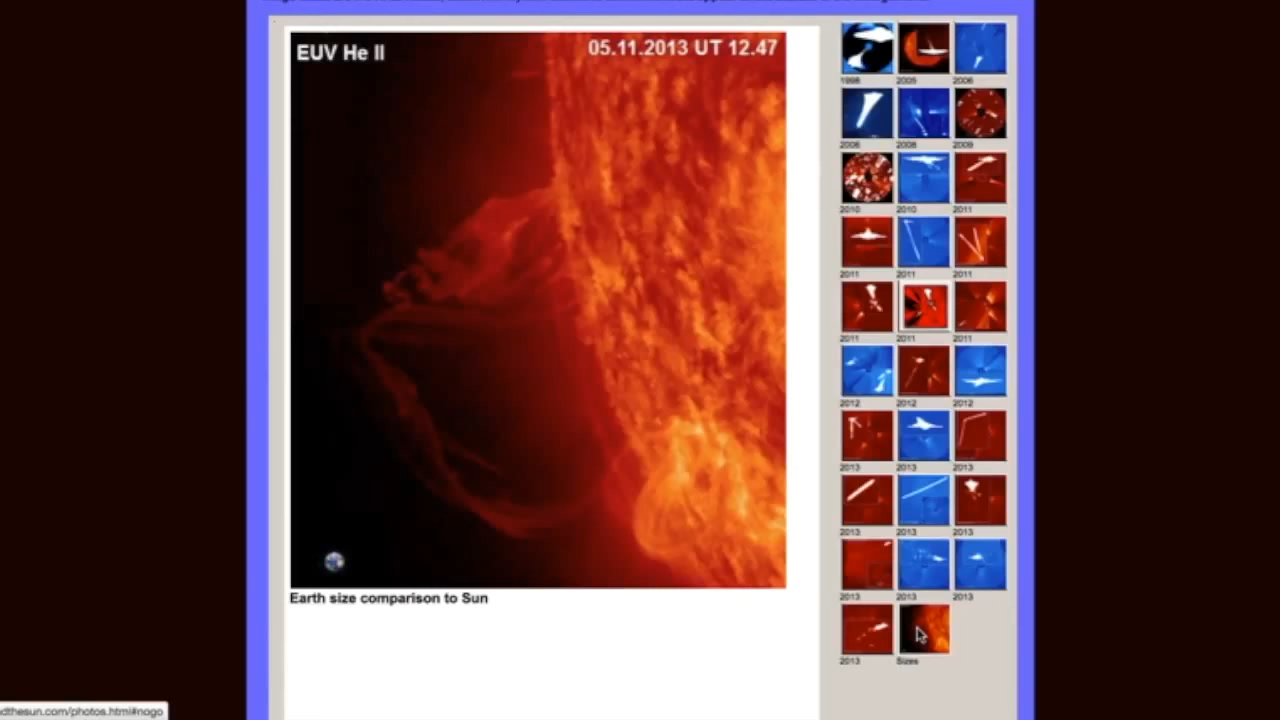 EUV He II
05.11.2013 UT 12.47
Earth size comparison to Sun
1998 2005 2006
2006 2008 2009
2010 2010 2011
2011 2011 2011
2011 2011 2011
2012 2012 2012
2013 2013 2013
2013 2013 2013
2013 2013 2013
2013 Sizes
dthesun.com/photos.html#nogo